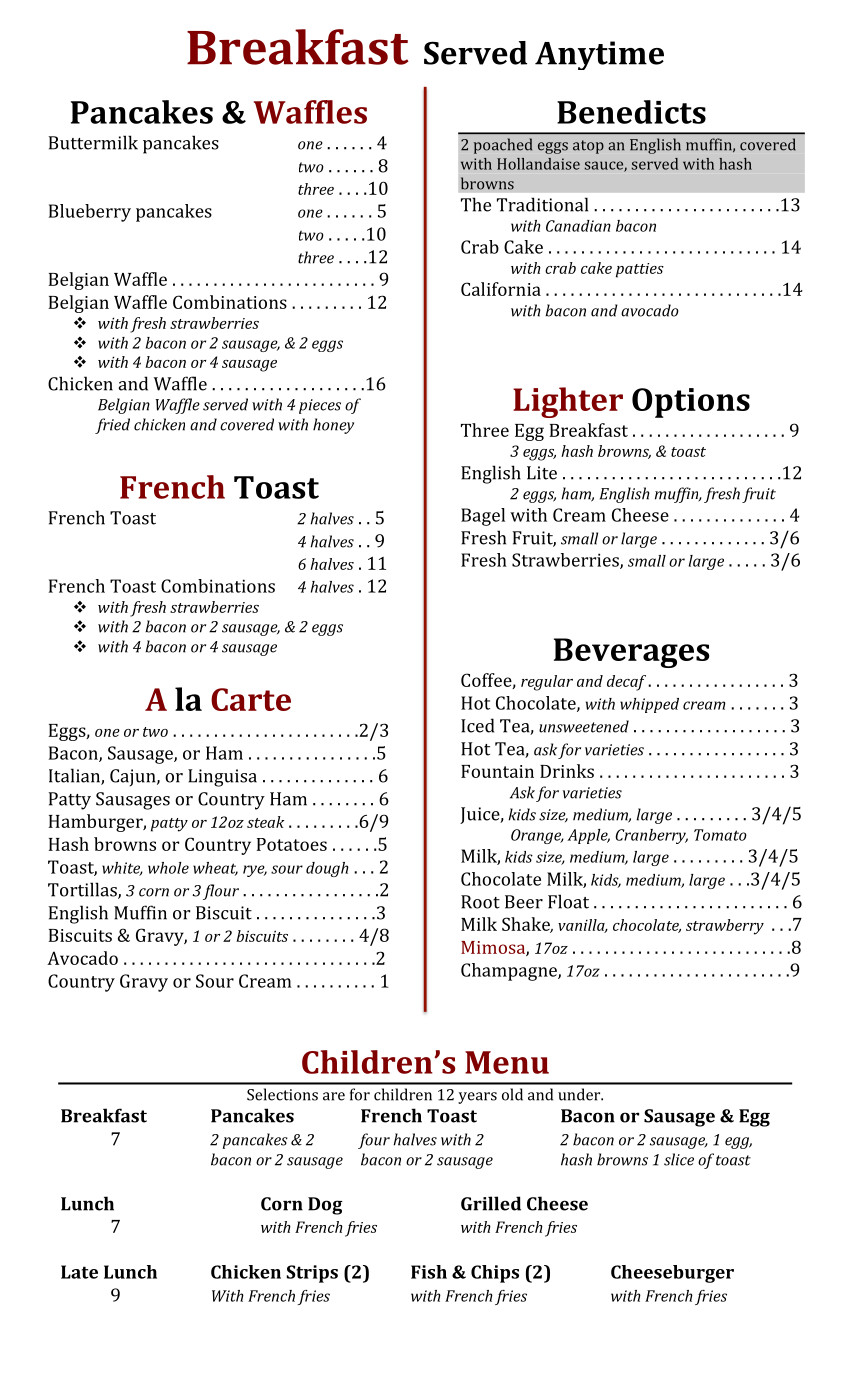 Breakfast Served Anytime
Pancakes & Waffles
Buttermilk pancakes one . . . . . . 4
two . . . . . . 8
three . . . .10
Blueberry pancakes one . . . . . . 5
two . . . . .10
three . . . .12
Belgian Waffle . . . . . . . . . . . . . . . . . . . . . . . . . 9
Belgian Waffle Combinations . . . . . . . . . 12
❖ with fresh strawberries
❖ with 2 bacon or 2 sausage, & 2 eggs
❖ with 4 bacon or 4 sausage
Chicken and Waffle . . . . . . . . . . . . . . . . . . .16
Belgian Waffle served with 4 pieces of
fried chicken and covered with honey
French Toast
French Toast 2 halves . . 5
4 halves . . 9
6 halves . 11
French Toast Combinations 4 halves . 12
❖ with fresh strawberries
❖ with 2 bacon or 2 sausage, & 2 eggs
❖ with 4 bacon or 4 sausage
A la Carte
Eggs, one or two . . . . . . . . . . . . . . . . . . . . . . .2/3
Bacon, Sausage, or Ham . . . . . . . . . . . . . . . .5
Italian, Cajun, or Linguisa . . . . . . . . . . . . . . 6
Patty Sausages or Country Ham . . . . . . . . 6
Hamburger, patty or 12oz steak . . . . . . . . .6/9
Hash browns or Country Potatoes . . . . . .5
Toast, white, whole wheat, rye, sour dough . . . 2
Tortillas, 3 corn or 3 flour . . . . . . . . . . . . . . . . .2
English Muffin or Biscuit . . . . . . . . . . . . . . .3
Biscuits & Gravy, 1 or 2 biscuits . . . . . . . . 4/8
Avocado . . . . . . . . . . . . . . . . . . . . . . . . . . . . . . .2
Country Gravy or Sour Cream . . . . . . . . . . 1
Benedicts
2 poached eggs atop an English muffin, covered
with Hollandaise sauce, served with hash
browns
The Traditional . . . . . . . . . . . . . . . . . . . . . . .13
with Canadian bacon
Crab Cake . . . . . . . . . . . . . . . . . . . . . . . . . . . . 14
with crab cake patties
California . . . . . . . . . . . . . . . . . . . . . . . . . . . . .14
with bacon and avocado
Lighter Options
Three Egg Breakfast . . . . . . . . . . . . . . . . . . . 9
3 eggs, hash browns, & toast
English Lite . . . . . . . . . . . . . . . . . . . . . . . . . . .12
2 eggs, ham, English muffin, fresh fruit
Bagel with Cream Cheese . . . . . . . . . . . . . . 4
Fresh Fruit, small or large . . . . . . . . . . . . . 3/6
Fresh Strawberries, small or large . . . . . 3/6
Beverages
Coffee, regular and decaf . . . . . . . . . . . . . . . . . 3
Hot Chocolate, with whipped cream . . . . . . . 3
Iced Tea, unsweetened . . . . . . . . . . . . . . . . . . . 3
Hot Tea, ask for varieties . . . . . . . . . . . . . . . . . 3
Fountain Drinks . . . . . . . . . . . . . . . . . . . . . . . 3
Ask for varieties
Juice, kids size, medium, large . . . . . . . . . 3/4/5
Orange, Apple, Cranberry, Tomato
Milk, kids size, medium, large . . . . . . . . . 3/4/5
Chocolate Milk, kids, medium, large . . .3/4/5
Root Beer Float . . . . . . . . . . . . . . . . . . . . . . . . 6
Milk Shake, vanilla, chocolate, strawberry . . .7
Mimosa, 17oz . . . . . . . . . . . . . . . . . . . . . . . . . . .8
Champagne, 17oz . . . . . . . . . . . . . . . . . . . . . . .9
Children's Menu
Selections are for children 12 years old and under.
Breakfast Pancakes French Toast Bacon or Sausage & Egg
7 2 pancakes & 2 four halves with 2 2 bacon or 2 sausage, 1 egg,
bacon or 2 sausage bacon or 2 sausage hash browns 1 slice of toast
Lunch Corn Dog Grilled Cheese
7 with French fries with French fries
Late Lunch Chicken Strips (2) Fish & Chips (2) Cheeseburger
9 With French fries with French fries with French fries